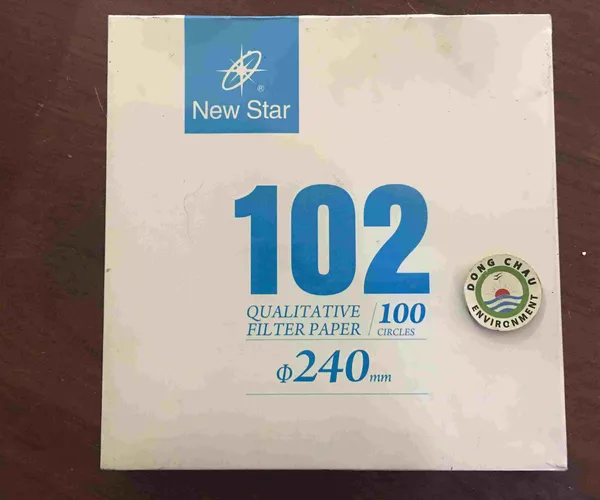 ®
New Star
102
QUALITATIVE
FILTER PAPER
/ 100
CIRCLES
Φ240mm
DONG CHAU
ENVIRONMENT